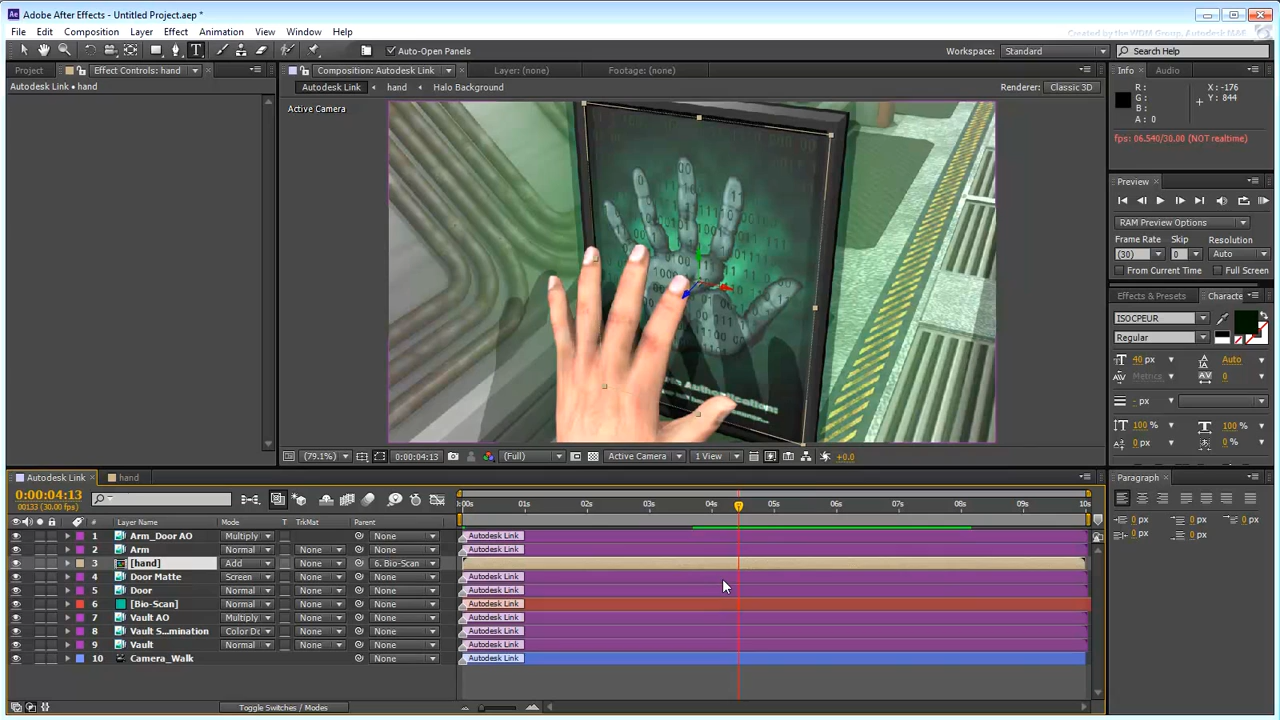 Adobe After Effects - Untitled Project.aep *
Created by the WDM Group, Autodesk M&E
File Edit Composition Layer Effect Animation View Window Help
Auto-Open Panels
Workspace: Standard
Search Help
Project
Effect Controls: hand
Composition: Autodesk Link
Layer: (none)
Footage: (none)
Info
Audio
Autodesk Link • hand
Autodesk Link
hand
Halo Background
Renderer: Classic 3D
R:
G:
B:
A: 0
X: -176
Y: 844
Active Camera
fps: 06.540/30.00 (NOT realtime)
Preview
RAM Preview Options
Frame Rate Skip Resolution
(30) 0 Auto
From Current Time Full Screen
Effects & Presets
Characte
ISOCPEUR
Regular
40 px Auto
Metrics 0
- px
100 % 100 %
0 px 0 %
(79.1%) 0:00:04:13 (Full) Active Camera 1 View +0.0
Autodesk Link
hand
Paragraph
0:00:04:13
00133 (30.00 fps)
:00s 01s 02s 03s 04s 05s 06s 07s 08s 09s 10s
# Layer Name Mode T TrkMat Parent
1 Arm_Door AO Multiply None Autodesk Link
2 Arm Normal None None Autodesk Link
3 [hand] Add None 6. Bio-Scan
4 Door Matte Screen None None Autodesk Link
5 Door Normal None None Autodesk Link
6 [Bio-Scan] Normal None None Autodesk Link
7 Vault AO Multiply None None Autodesk Link
8 Vault S...mination Color Do None None Autodesk Link
9 Vault Normal None None Autodesk Link
10 Camera_Walk None Autodesk Link
0 px 0 px 0 px
0 px 0 px
Toggle Switches / Modes